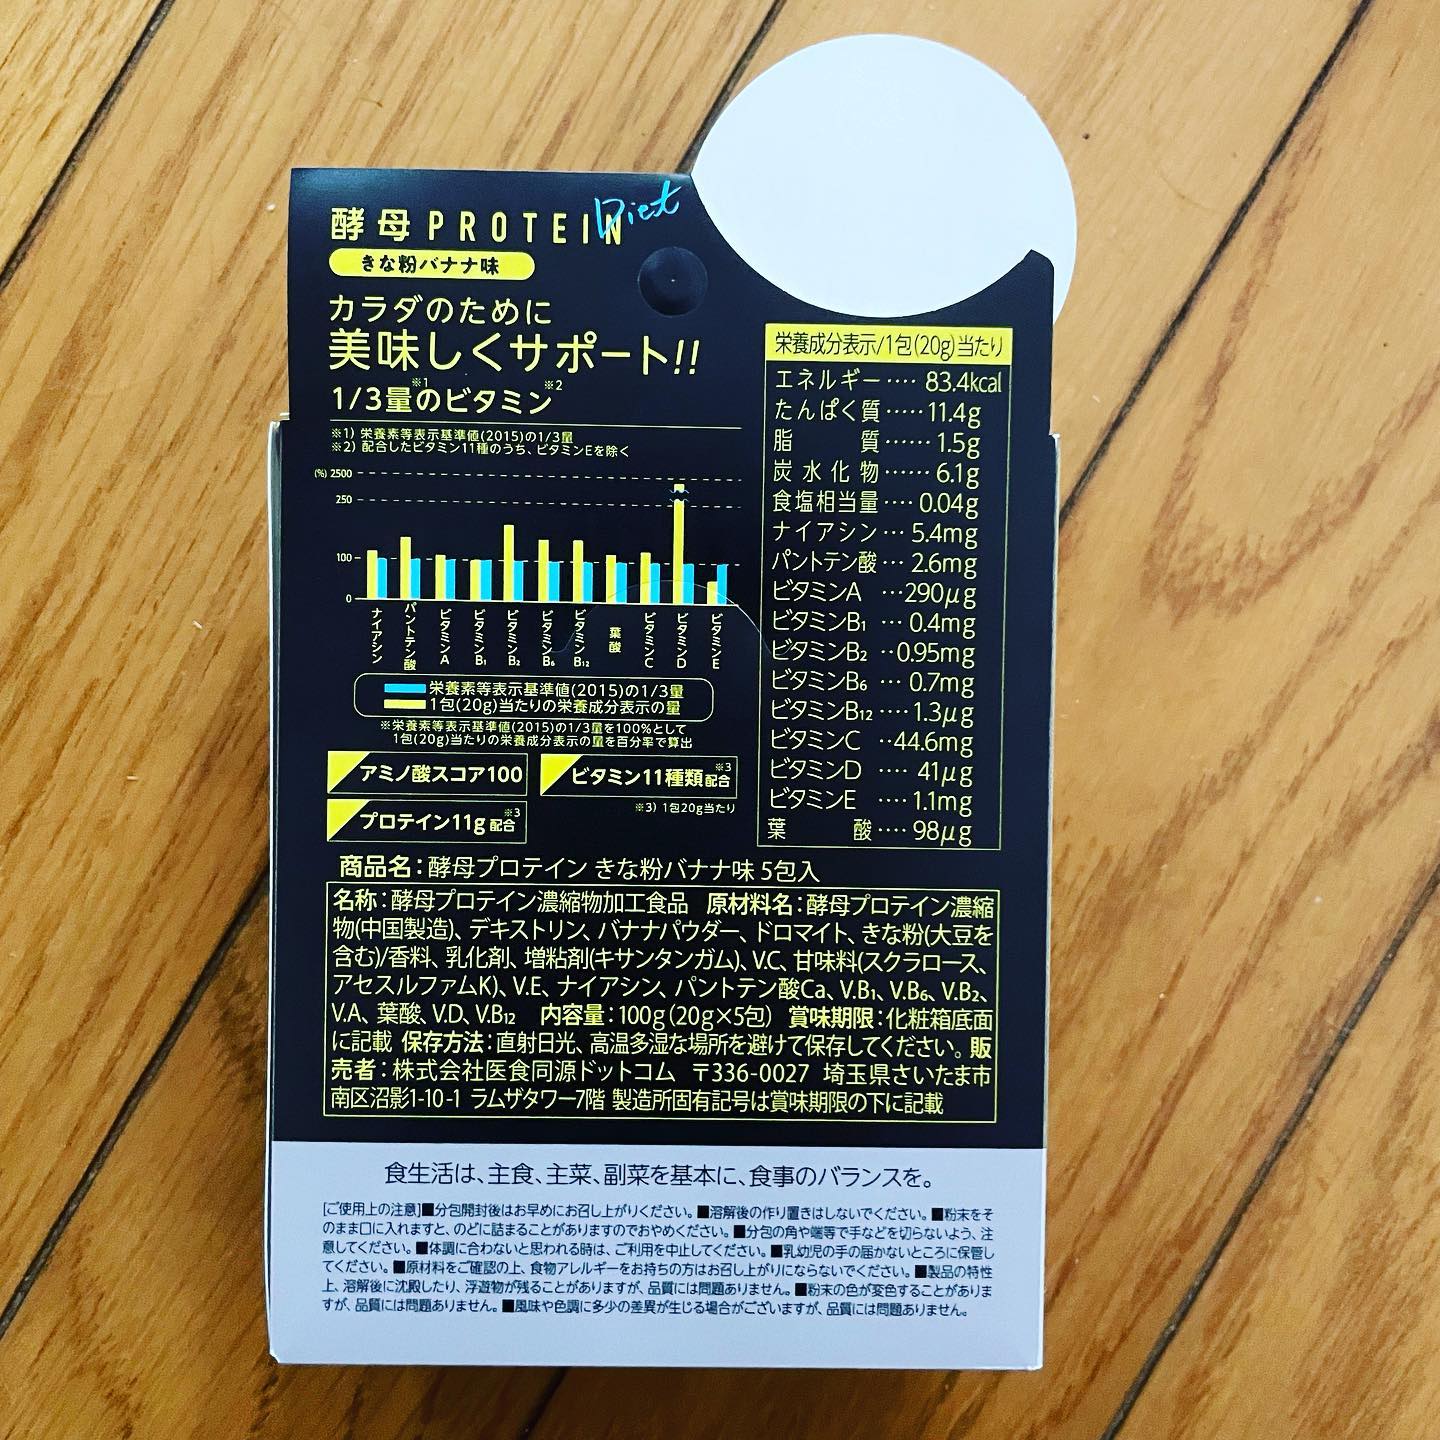 酵母PROTEIN
Diet
きな粉バナナ味
カラダのために
美味しくサポート!!
1/3量※1のビタミン※2
※1) 栄養素等表示基準値(2015)の1/3量
※2) 配合したビタミン11種のうち、ビタミンEを除く
(%) 2500
250
100
0
ナイアシン
パントテン酸
ビタミンA
ビタミンB1
ビタミンB2
ビタミンB6
ビタミンB12
葉酸
ビタミンC
ビタミンD
ビタミンE
栄養素等表示基準値(2015)の1/3量
1包(20g)当たりの栄養成分表示の量
※栄養素等表示基準値(2015)の1/3量を100%として
1包(20g)当たりの栄養成分表示の量を百分率で算出
アミノ酸スコア100
ビタミン11種類配合※3
プロテイン11g配合※3
※3) 1包20g当たり
栄養成分表示/1包(20g)当たり
エネルギー‥‥ 83.4kcal
たんぱく質‥‥‥11.4g
脂質‥‥‥ 1.5g
炭水化物‥‥‥ 6.1g
食塩相当量‥‥ 0.04g
ナイアシン‥‥ 5.4mg
パントテン酸‥‥ 2.6mg
ビタミンA ‥‥290μg
ビタミンB1 ‥‥ 0.4mg
ビタミンB2 ‥0.95mg
ビタミンB6 ‥‥ 0.7mg
ビタミンB12‥‥ 1.3μg
ビタミンC ‥44.6mg
ビタミンD ‥‥ 41μg
ビタミンE ‥‥ 1.1mg
葉酸‥‥ 98μg
商品名:酵母プロテイン きな粉バナナ味 5包入
名称:酵母プロテイン濃縮物加工食品 原材料名:酵母プロテイン濃縮
物(中国製造)、デキストリン、バナナパウダー、ドロマイト、きな粉(大豆を
含む)/香料、乳化剤、増粘剤(キサンタンガム)、V.C、甘味料(スクラロース、
アセスルファムK)、V.E、ナイアシン、パントテン酸Ca、V.B1、V.B6、V.B2、
V.A、葉酸、V.D、V.B12 内容量:100g(20g×5包) 賞味期限:化粧箱底面
に記載 保存方法:直射日光、高温多湿な場所を避けて保存してください。 販
売者:株式会社医食同源ドットコム 〒336-0027 埼玉県さいたま市
南区沼影1-10-1 ラムザタワー7階 製造所固有記号は賞味期限の下に記載
食生活は、主食、主菜、副菜を基本に、食事のバランスを。
[ご使用上の注意]■分包開封後はお早めにお召し上がりください。■溶解後の作り置きはしないでください。■粉末をそ
のまま口に入れますと、のどに詰まることがありますのでおやめください。■分包の角や端等で手などを切らないよう、注
意してください。■体調に合わないと思われる時は、ご利用を中止してください。■乳幼児の手の届かないところに保管し
てください。■原材料をご確認の上、食物アレルギーをお持ちの方はお召し上がりにならないでください。■製品の特性
上、溶解後に沈殿したり、浮遊物が残ることがありますが、品質には問題ありません。■粉末の色が変色することがありま
すが、品質には問題ありません。■風味や色調に多少の差異が生じる場合がございますが、品質には問題ありません。